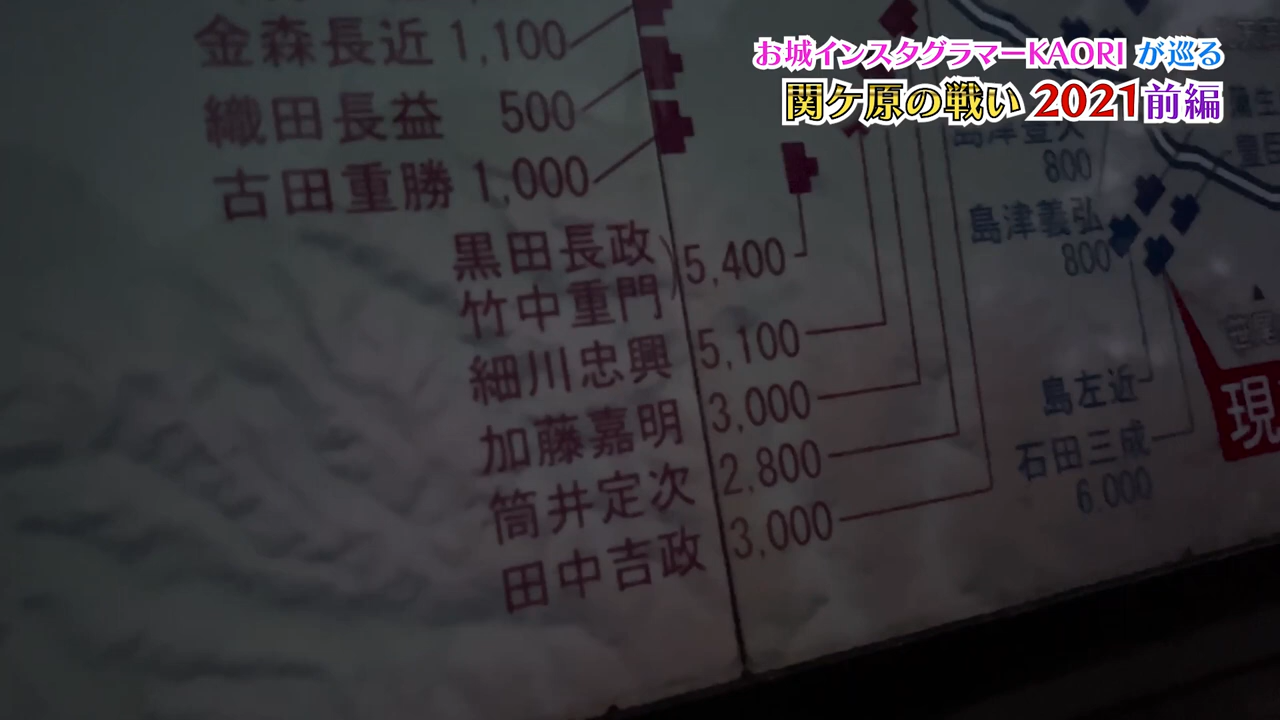 お城インスタグラマーKAORI が巡る
関ケ原の戦い 2021前編
金森長近 1,100
織田長益 500
古田重勝 1,000
黒田長政
竹中重門
5,400
細川忠興 5,100
加藤嘉明 3,000
筒井定次 2,800
田中吉政 3,000
島津豊久
800
島津義弘
800
島左近
石田三成
6,000
現